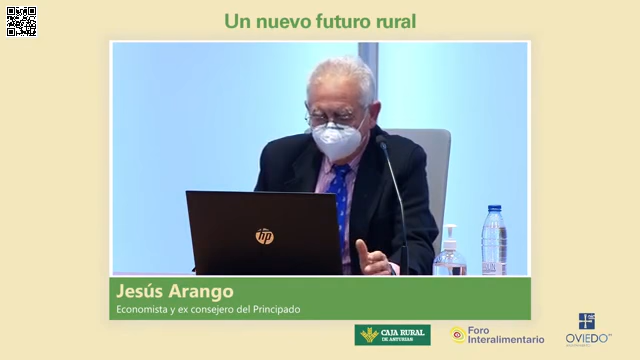 Un nuevo futuro rural
hp
Jesús Arango
Economista y ex consejero del Principado
CAJA RURAL
DE ASTURIAS
Foro
Interalimentario
OVIEDO